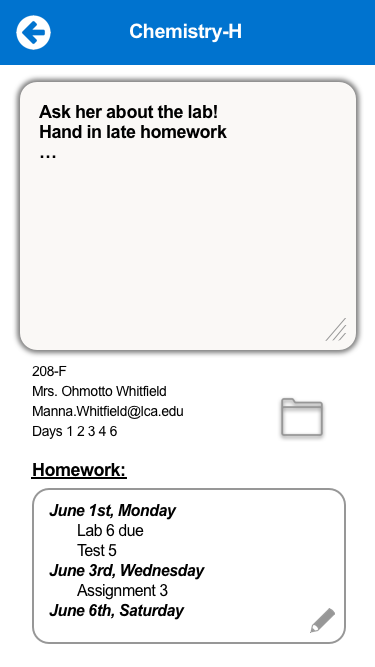 Chemistry-H
Ask her about the lab!
Hand in late homework
...
208-F
Mrs. Ohmotto Whitfield
Manna.Whitfield@lca.edu
Days 1 2 3 4 6
Homework:
June 1st, Monday
Lab 6 due
Test 5
June 3rd, Wednesday
Assignment 3
June 6th, Saturday